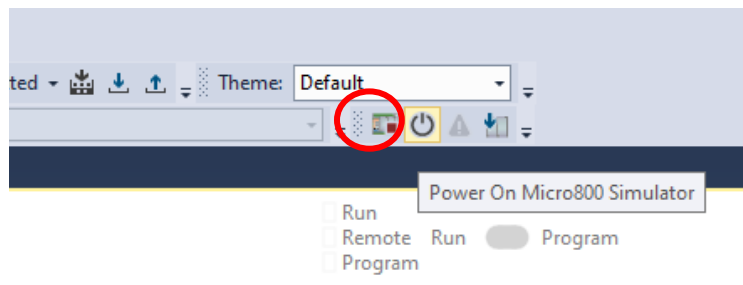 ted
Theme: Default
Power On Micro800 Simulator
Run
Remote Run Program
Program